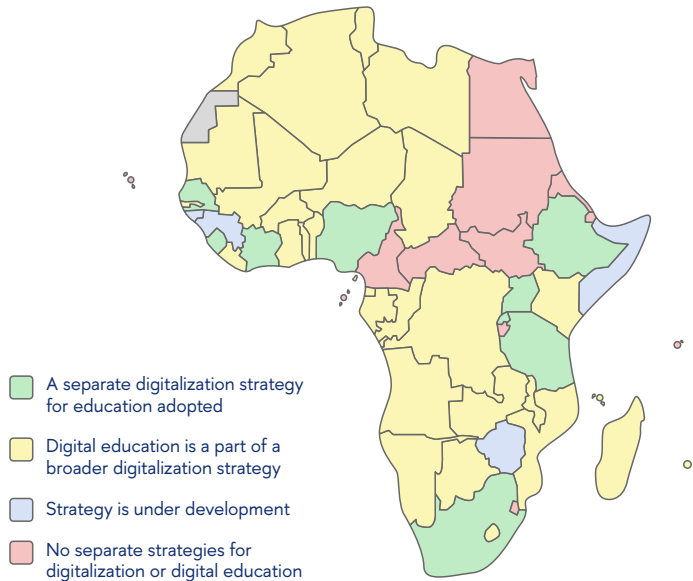 A separate digitalization strategy
for education adopted
Digital education is a part of a
broader digitalization strategy
Strategy is under development
No separate strategies for
digitalization or digital education